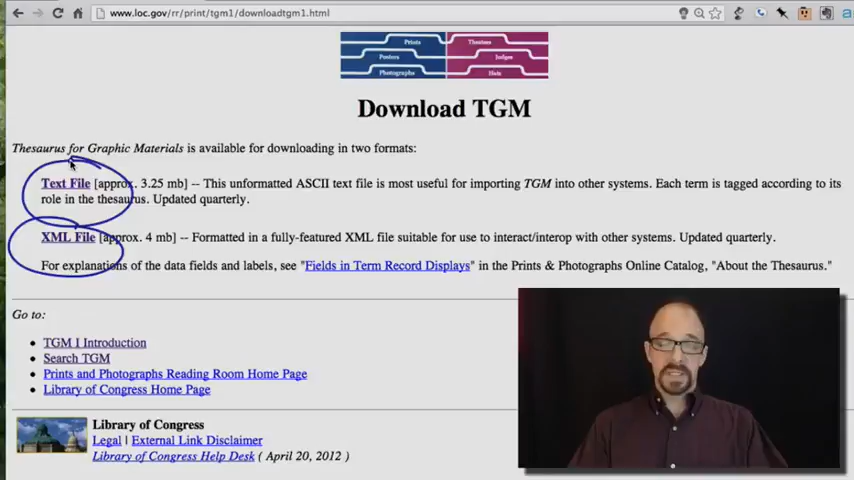 www.loc.gov/rr/print/tgm1/downloadtgm1.html
Prints
Posters
Photographs
Theaters
Judges
Hats
Download TGM
Thesaurus for Graphic Materials is available for downloading in two formats:
Text File [approx. 3.25 mb] -- This unformatted ASCII text file is most useful for importing TGM into other systems. Each term is tagged according to its
role in the thesaurus. Updated quarterly.
XML File [approx. 4 mb] -- Formatted in a fully-featured XML file suitable for use to interact/interop with other systems. Updated quarterly.
For explanations of the data fields and labels, see "Fields in Term Record Displays" in the Prints & Photographs Online Catalog, "About the Thesaurus."
Go to:
TGM I Introduction
Search TGM
Prints and Photographs Reading Room Home Page
Library of Congress Home Page
Library of Congress
Legal | External Link Disclaimer
Library of Congress Help Desk ( April 20, 2012 )